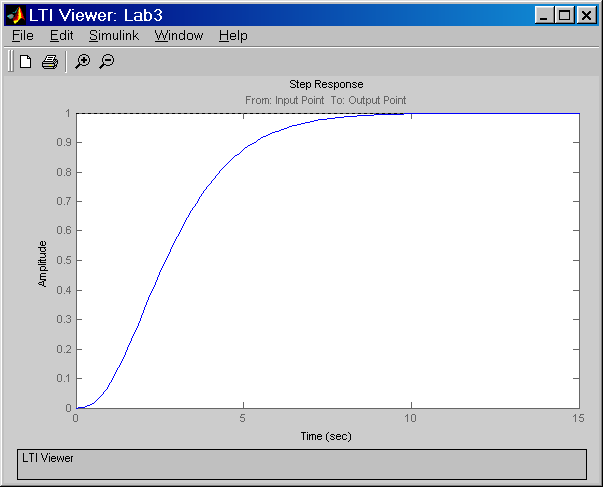 LTI Viewer: Lab3
File Edit Simulink Window Help
Step Response
From: Input Point To: Output Point
1
0.9
0.8
0.7
0.6
0.5
0.4
0.3
0.2
0.1
0
Amplitude
0 5 10 15
Time (sec)
LTI Viewer